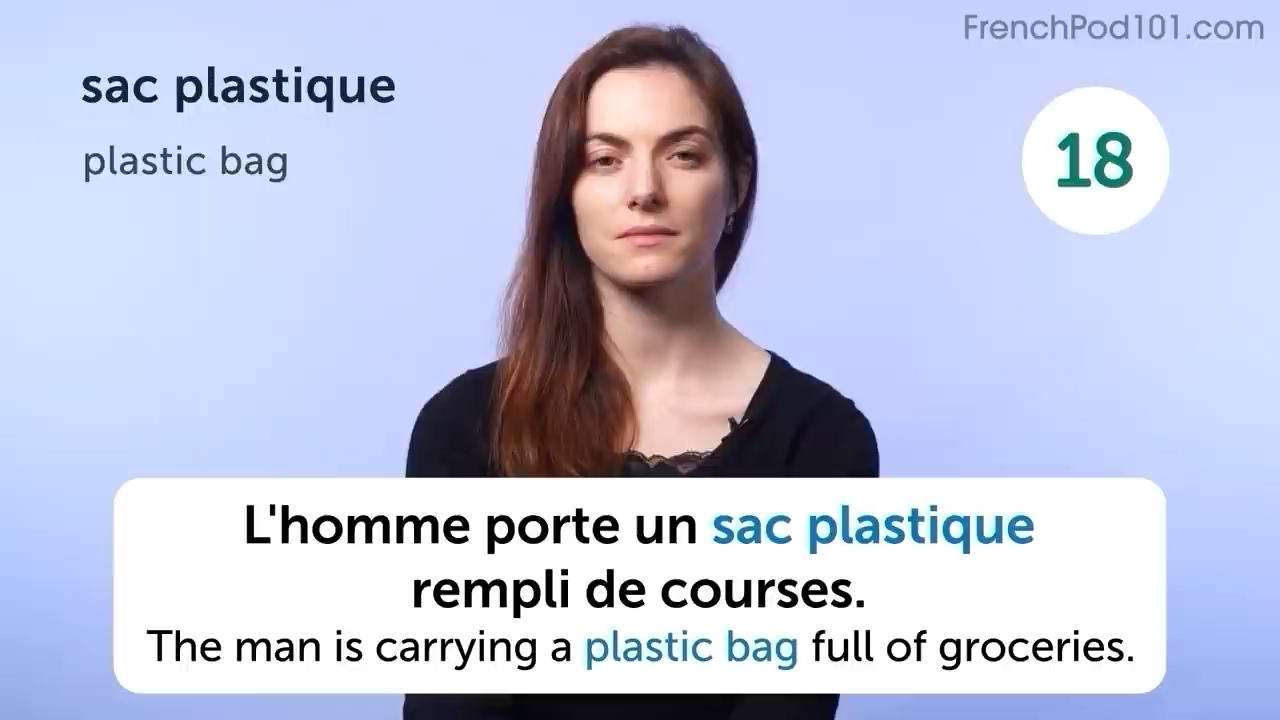 FrenchPod101.com
sac plastique
plastic bag
18
L'homme porte un sac plastique
rempli de courses.
The man is carrying a plastic bag full of groceries.